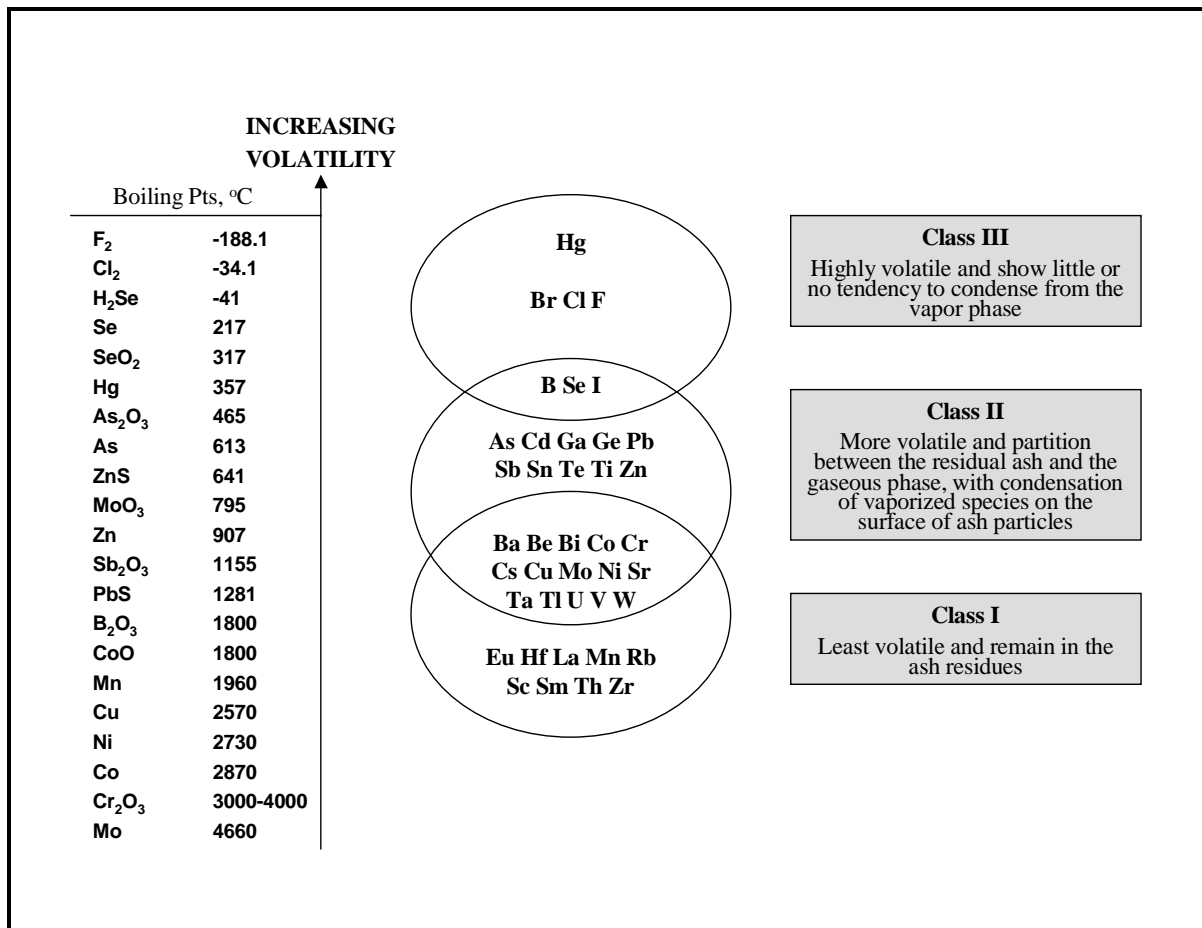 INCREASING
VOLATILITY
Boiling Pts, °C
F₂ -188.1
Cl₂ -34.1
H₂Se -41
Se 217
SeO₂ 317
Hg 357
As₂O₃ 465
As 613
ZnS 641
MoO₃ 795
Zn 907
Sb₂O₃ 1155
PbS 1281
B₂O₃ 1800
CoO 1800
Mn 1960
Cu 2570
Ni 2730
Co 2870
Cr₂O₃ 3000-4000
Mo 4660
Hg
Br Cl F
B Se I
As Cd Ga Ge Pb
Sb Sn Te Ti Zn
Ba Be Bi Co Cr
Cs Cu Mo Ni Sr
Ta Tl U V W
Eu Hf La Mn Rb
Sc Sm Th Zr
Class III
Highly volatile and show little or
no tendency to condense from the
vapor phase
Class II
More volatile and partition
between the residual ash and the
gaseous phase, with condensation
of vaporized species on the
surface of ash particles
Class I
Least volatile and remain in the
ash residues